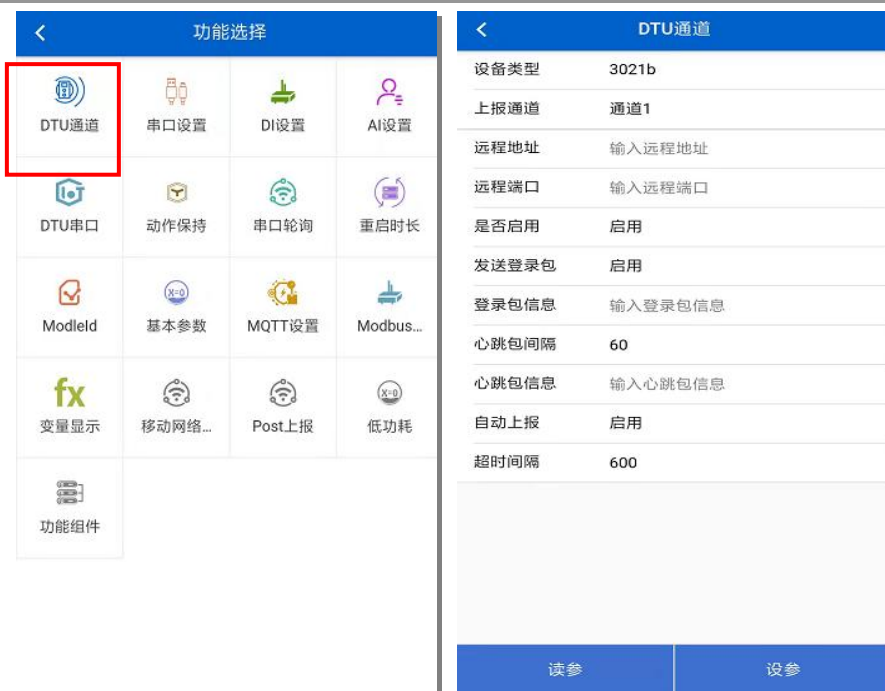 功能选择
DTU通道
串口设置
DI设置
AI设置
DTU串口
动作保持
串口轮询
重启时长
ModleId
基本参数
MQTT设置
Modbus...
fx
变量显示
移动网络...
Post上报
低功耗
功能组件
DTU通道
设备类型 3021b
上报通道 通道1
远程地址 输入远程地址
远程端口 输入远程端口
是否启用 启用
发送登录包 启用
登录包信息 输入登录包信息
心跳包间隔 60
心跳包信息 输入心跳包信息
自动上报 启用
超时间隔 600
读参 设参